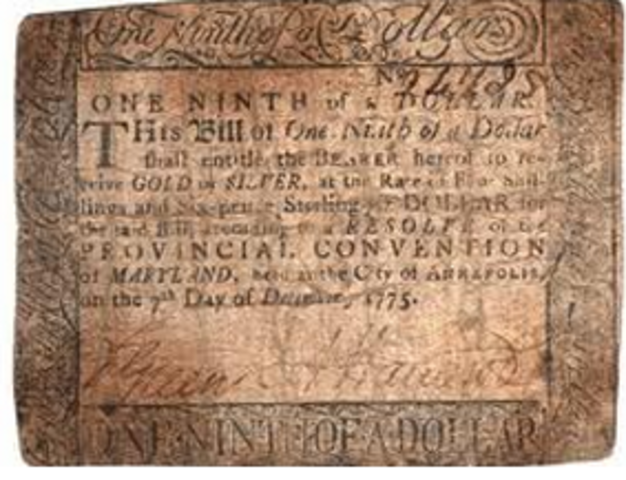 One Ninth of a Dollar
No 14485
ONE NINTH of a DOLLAR.
THis Bill of One Ninth of a Dollar
shall entitle the BEARER hereof to re-
ceive GOLD or SILVER, at the Rate of Four Shil-
lings and Six-pence Sterling per DOLLAR for
the said Bill, according to a RESOLVE of the
PROVINCIAL CONVENTION
of MARYLAND, held at the City of ANNAPOLIS,
on the 7th Day of December, 1775.
ONE NINTH OF A DOLLAR